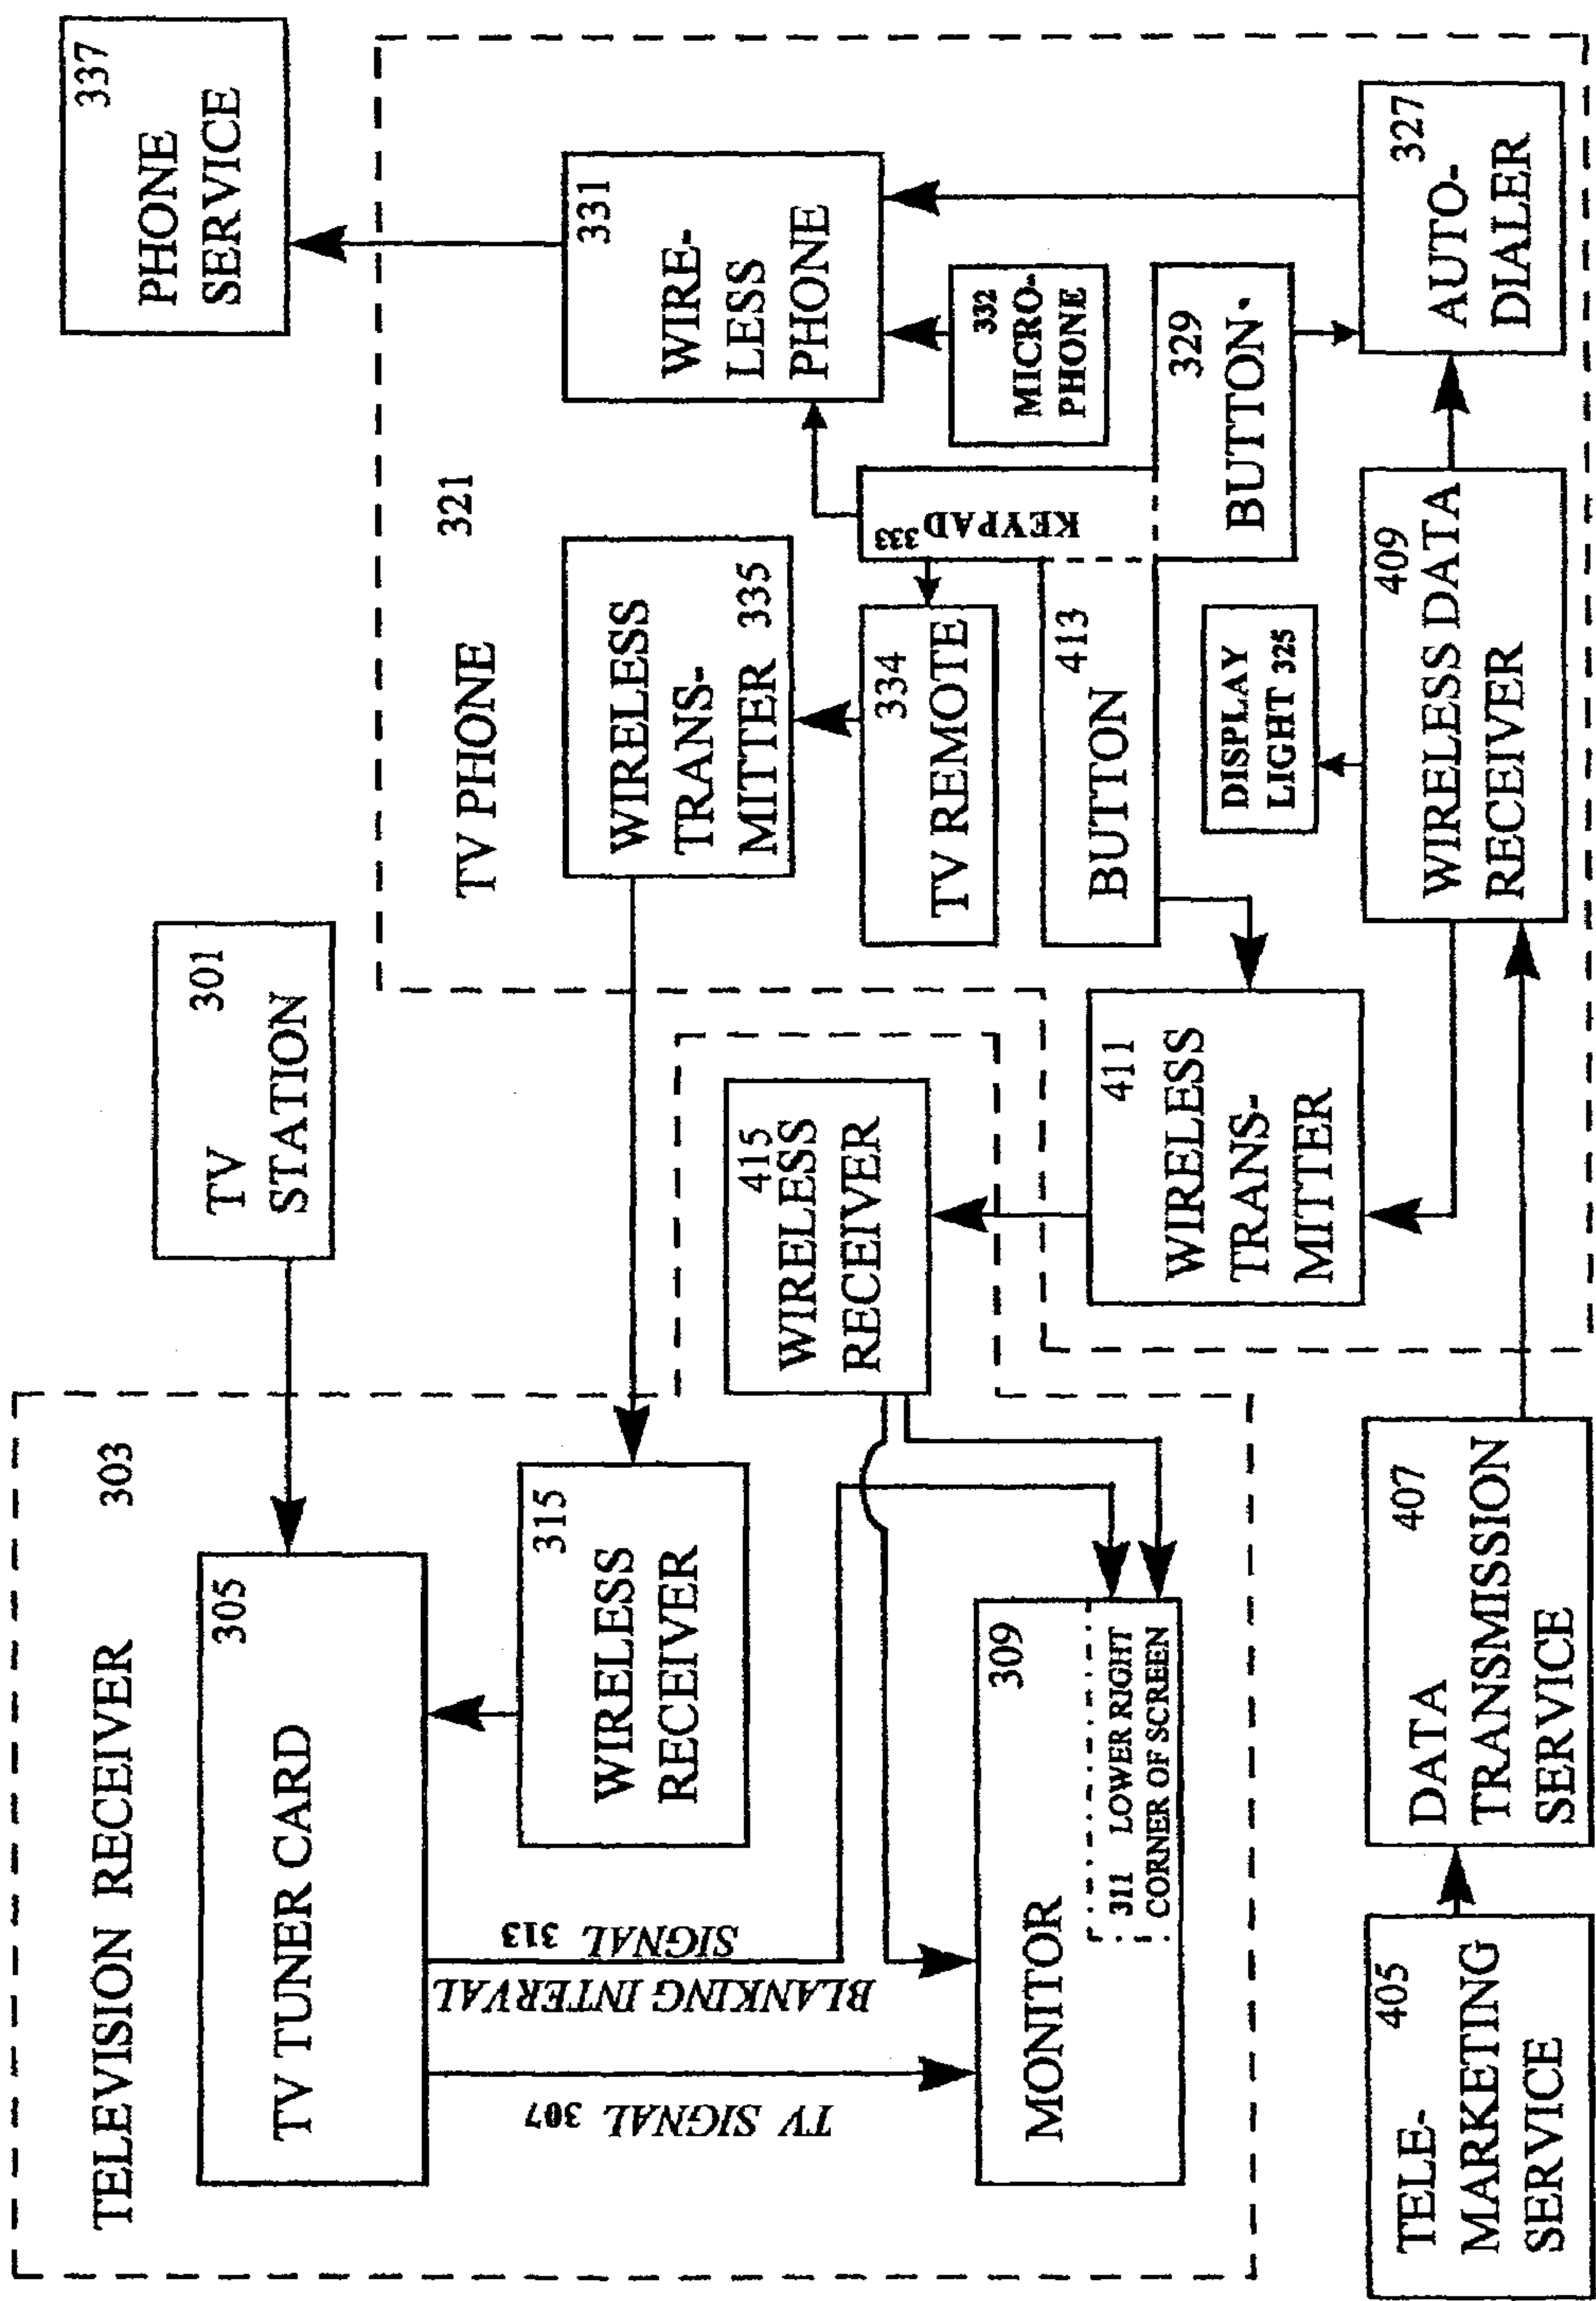 TELEVISION RECEIVER
303
305
TV TUNER CARD
315
WIRELESS
RECEIVER
TV SIGNAL 307
BLANKING INTERVAL
SIGNAL 313
309
MONITOR
311 LOWER RIGHT
CORNER OF SCREEN
301
TV
STATION
415
WIRELESS
RECEIVER
TV PHONE
321
337
PHONE
SERVICE
WIRELESS
TRANS-
MITTER 335
331
WIRE-
LESS
PHONE
334
TV REMOTE
KEYPAD
333
332
MICRO-
PHONE
413
BUTTON
329
BUTTON.
DISPLAY
LIGHT 325
411
WIRELESS
TRANS-
MITTER
409
WIRELESS DATA
RECEIVER
327
AUTO-
DIALER
405
TELE-
MARKETING
SERVICE
407
DATA
TRANSMISSION
SERVICE